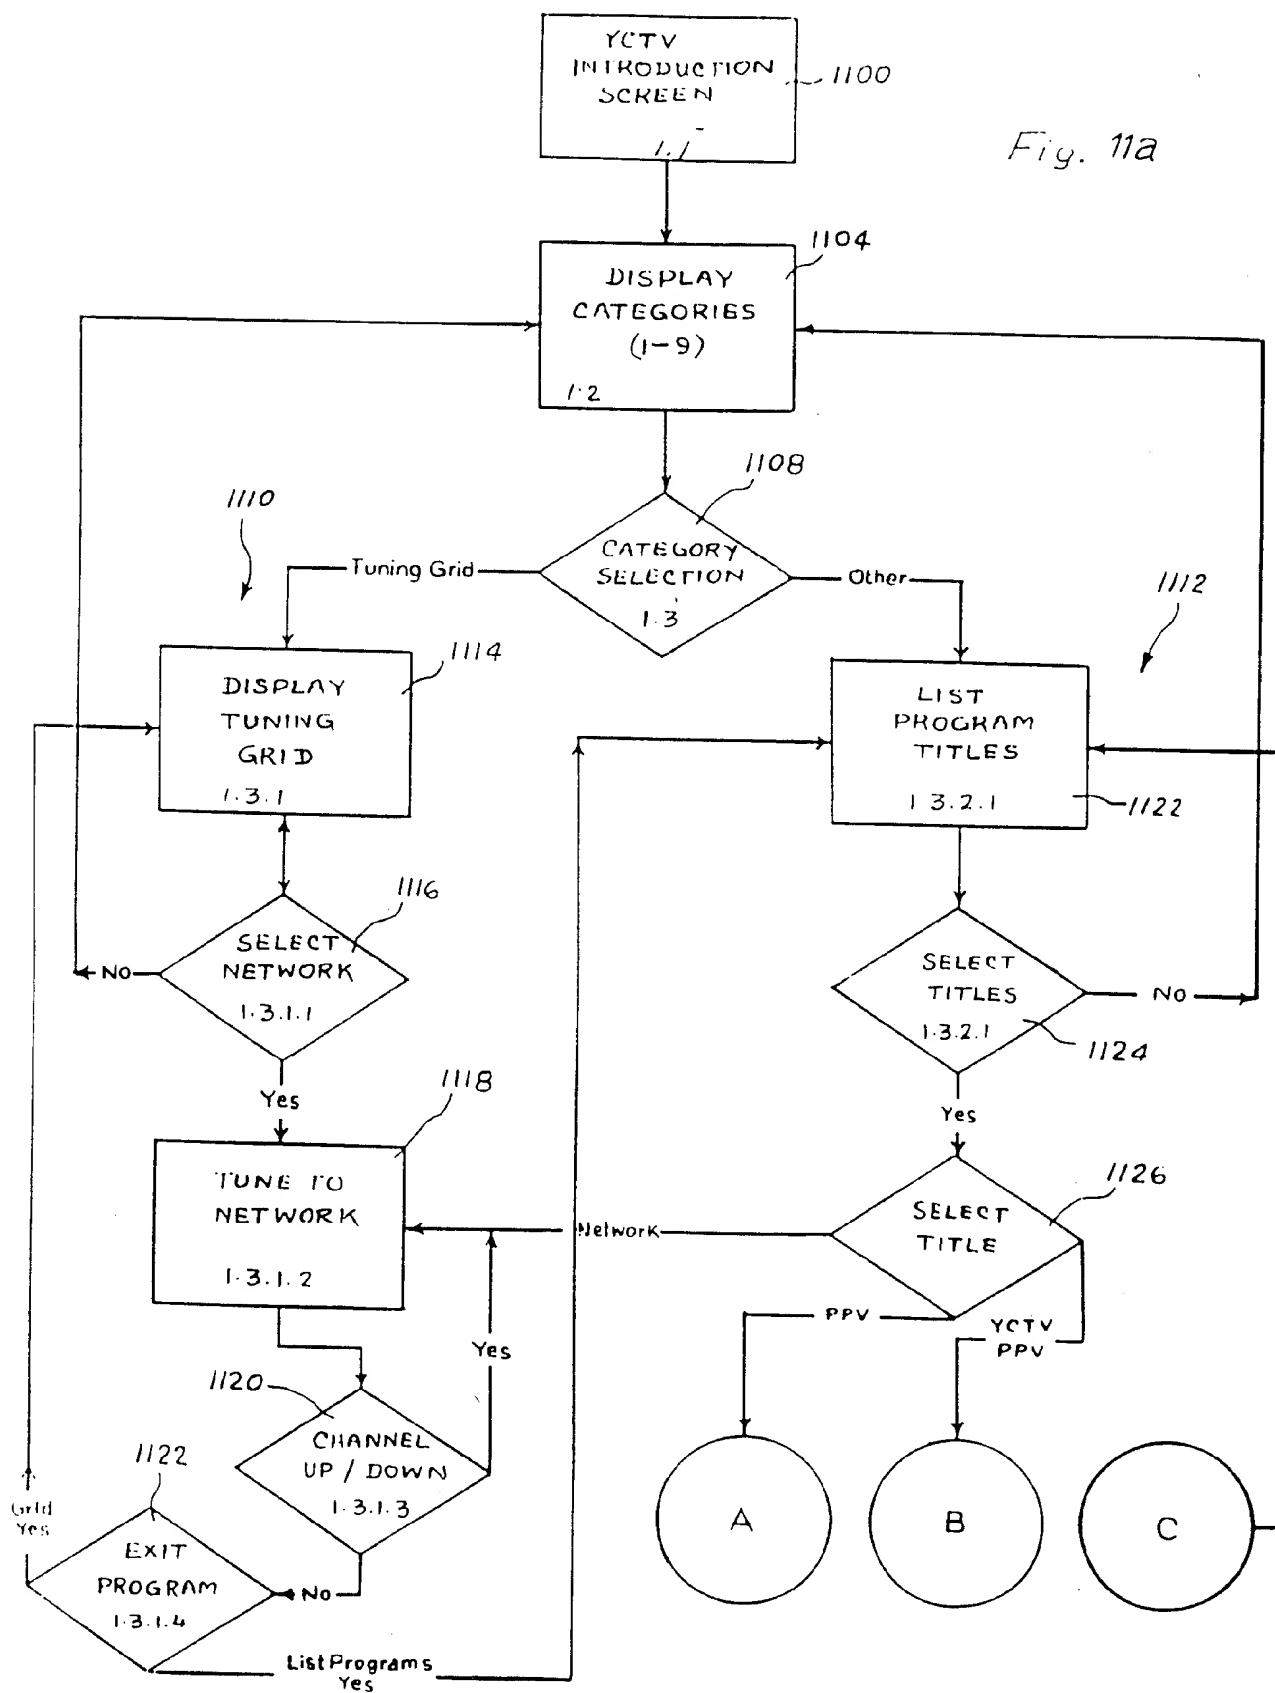 YCTV
INTRODUCTION
SCREEN
1.1
1100
Fig. 11a
1104
DISPLAY
CATEGORIES
(1-9)
1.2
1108
1110
CATEGORY
SELECTION
1.3
Tuning Grid
Other
1112
1114
DISPLAY
TUNING
GRID
1.3.1
LIST
PROGRAM
TITLES
1 3.2.1
1122
1116
SELECT
NETWORK
1.3.1.1
No
SELECT
TITLES
1.3.2.1
No
1124
Yes
1118
Yes
TUNE TO
NETWORK
1.3.1.2
1126
SELECT
TITLE
Network
PPV
YCTV
PPV
Yes
1120
CHANNEL
UP / DOWN
1.3.1.3
1122
Grid
Yes
EXIT
PROGRAM
1.3.1.4
No
A
B
C
List Programs
Yes